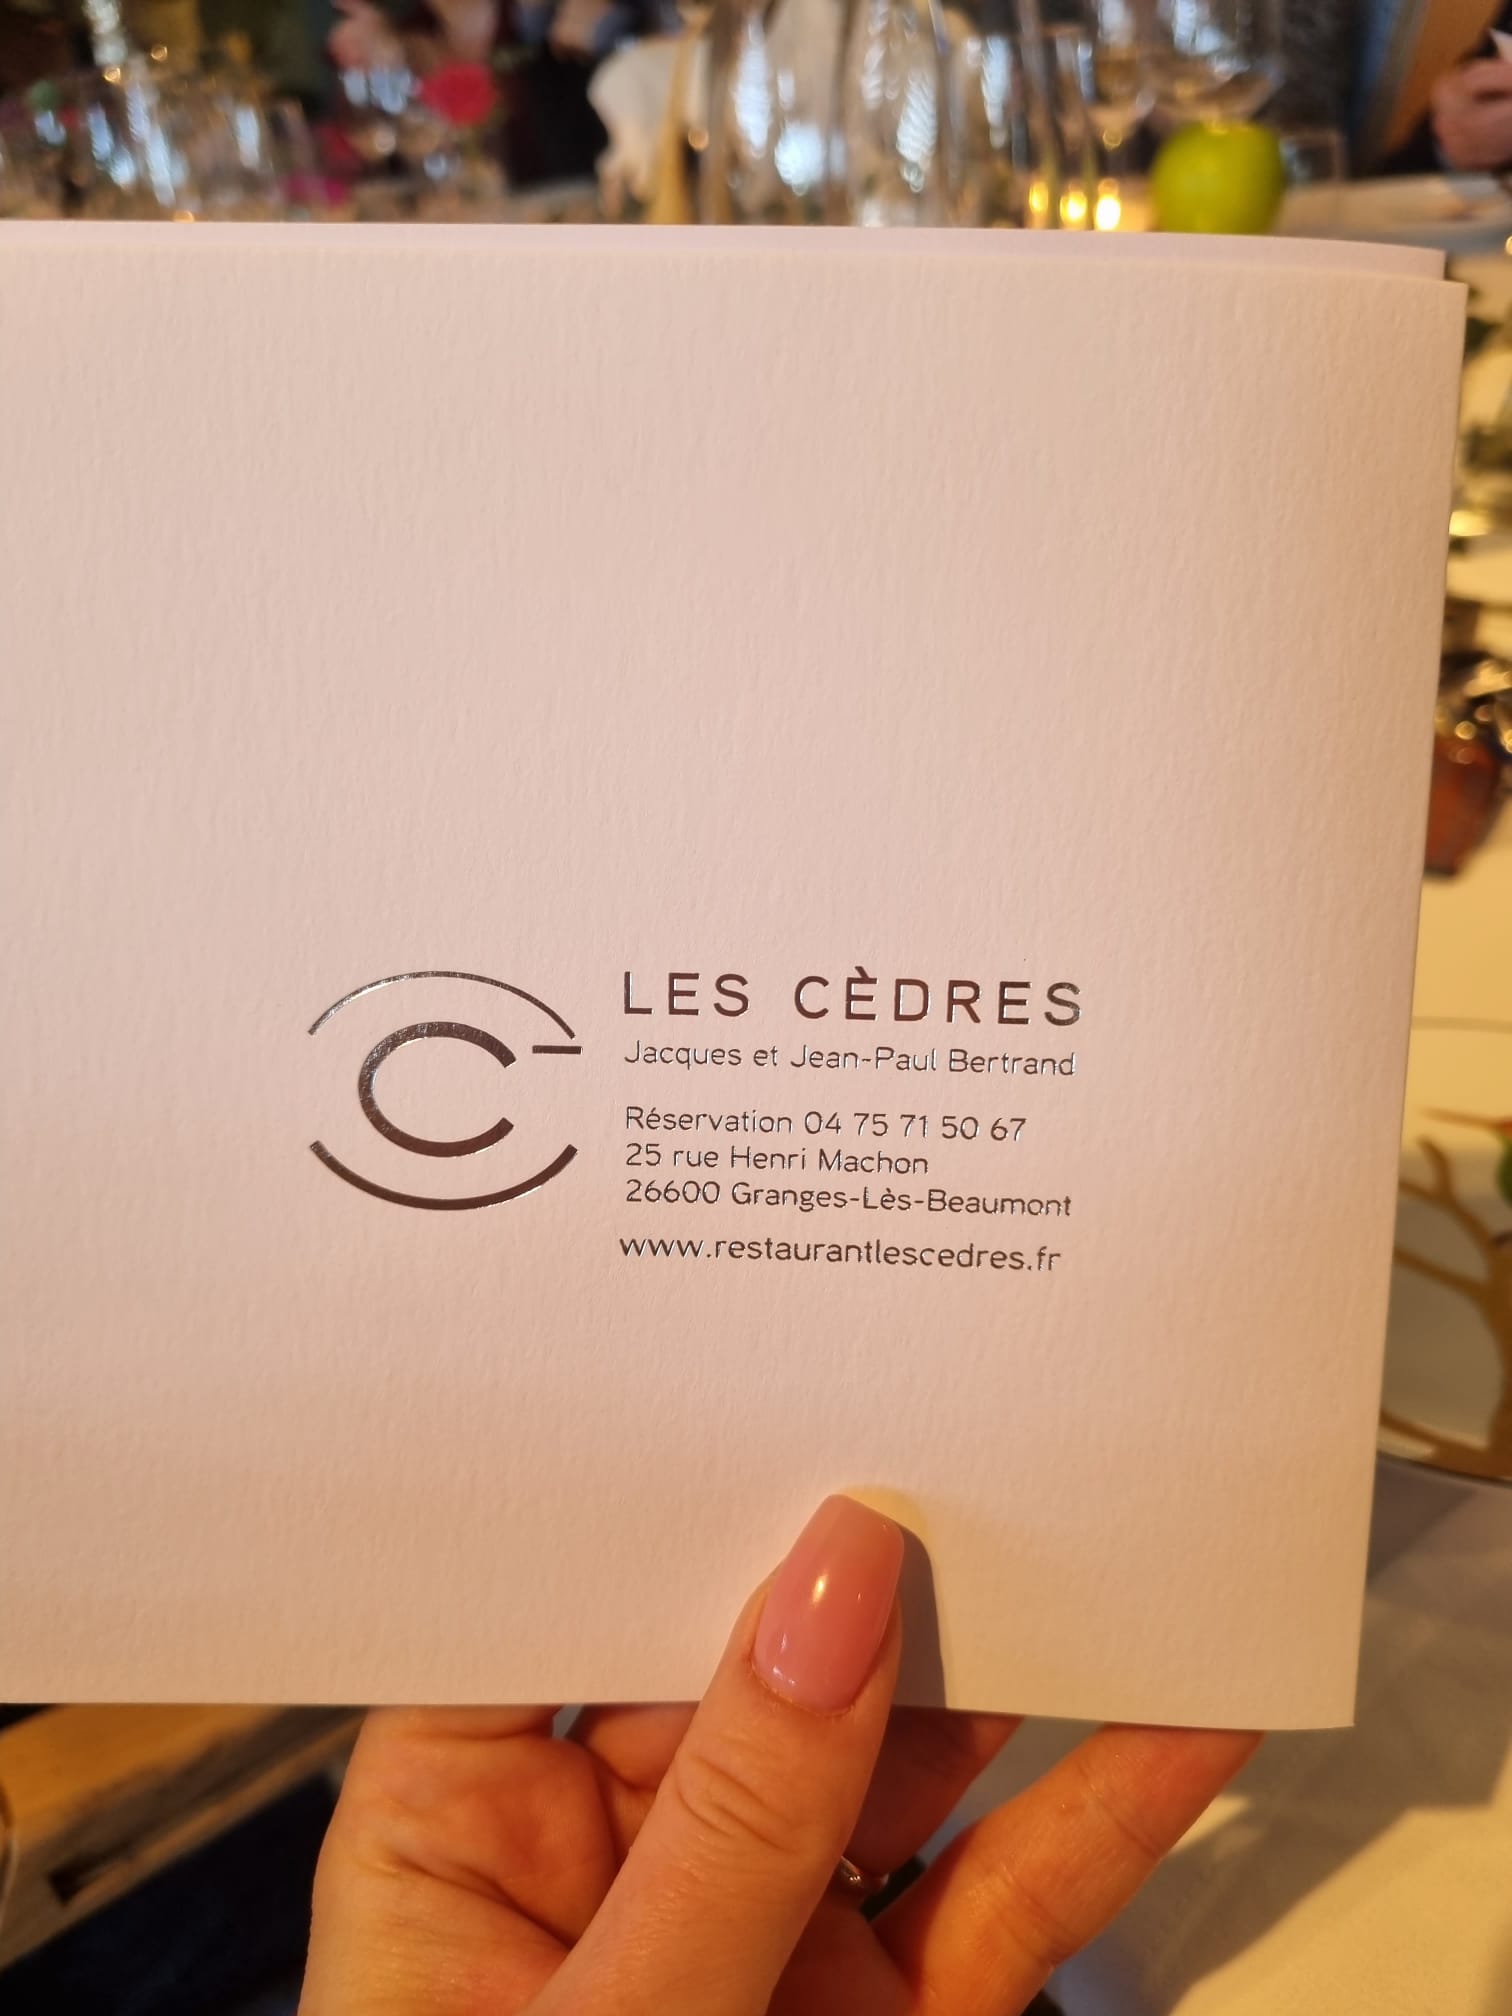 LES CÈDRES
Jacques et Jean-Paul Bertrand
Réservation 04 75 71 50 67
25 rue Henri Machon
26600 Granges-Lès-Beaumont
www.restaurantlescedres.fr